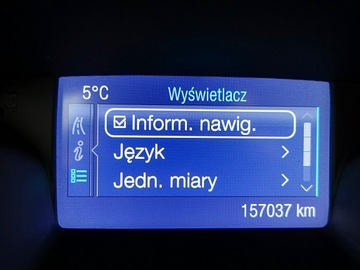 5°C Wyświetlacz
Inform. nawig.
Język
Jedn. miary
157037 km